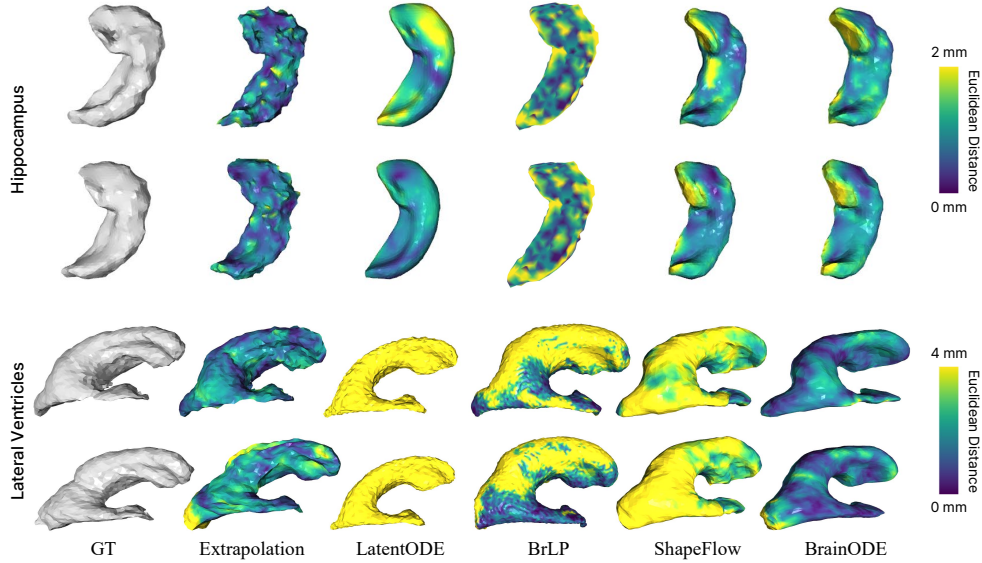 Hippocampus
2 mm
Euclidean Distance
0 mm
Lateral Ventricles
4 mm
Euclidean Distance
0 mm
GT
Extrapolation
LatentODE
BrLP
ShapeFlow
BrainODE